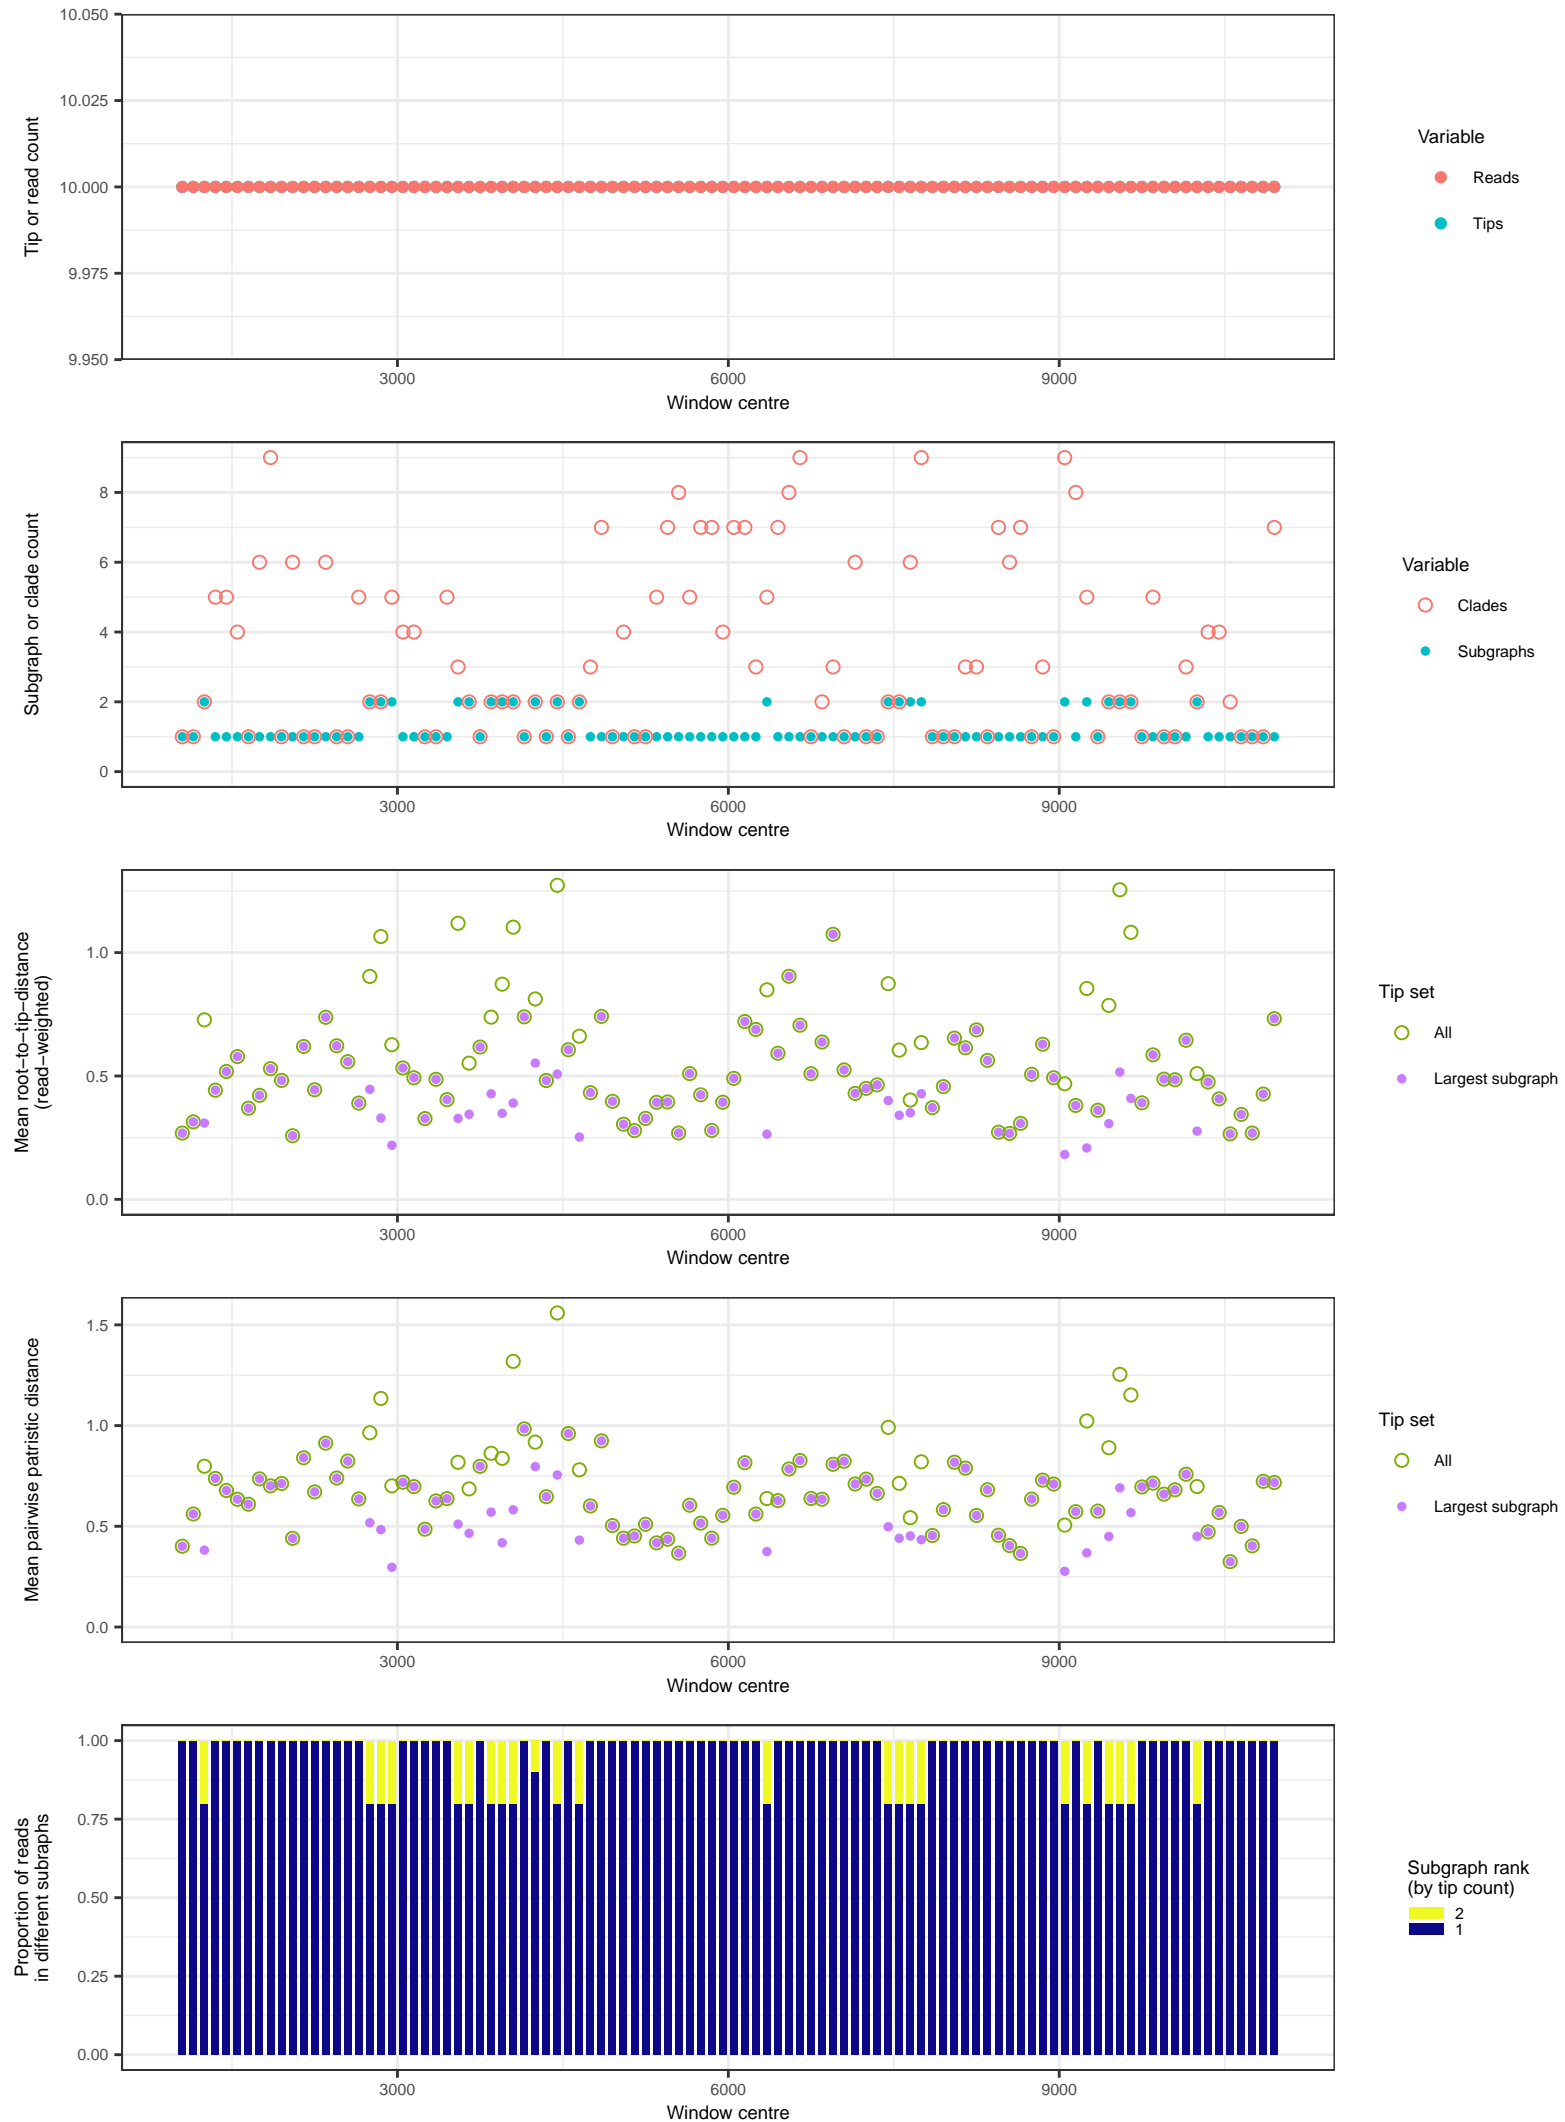 10.050
10.025
10.000
9.975
9.950
Tip or read count
3000
6000
9000
Window centre
Variable
Reads
Tips
8
6
4
2
0
Subgraph or clade count
3000
6000
9000
Window centre
Variable
Clades
Subgraphs
1.0
0.5
0.0
Mean root−to−tip−distance
(read−weighted)
3000
6000
9000
Window centre
Tip set
All
Largest subgraph
1.5
1.0
0.5
0.0
Mean pairwise patristic distance
3000
6000
9000
Window centre
Tip set
All
Largest subgraph
1.00
0.75
0.50
0.25
0.00
Proportion of reads
in different subraphs
3000
6000
9000
Window centre
Subgraph rank
(by tip count)
2
1